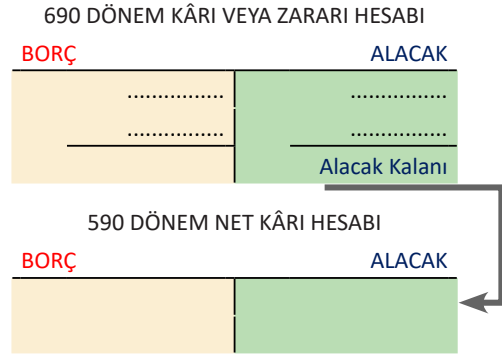 690 DÖNEM KÂRI VEYA ZARARI HESABI
BORÇ ALACAK
................ ................
................ ................
Alacak Kalanı
590 DÖNEM NET KÂRI HESABI
BORÇ ALACAK